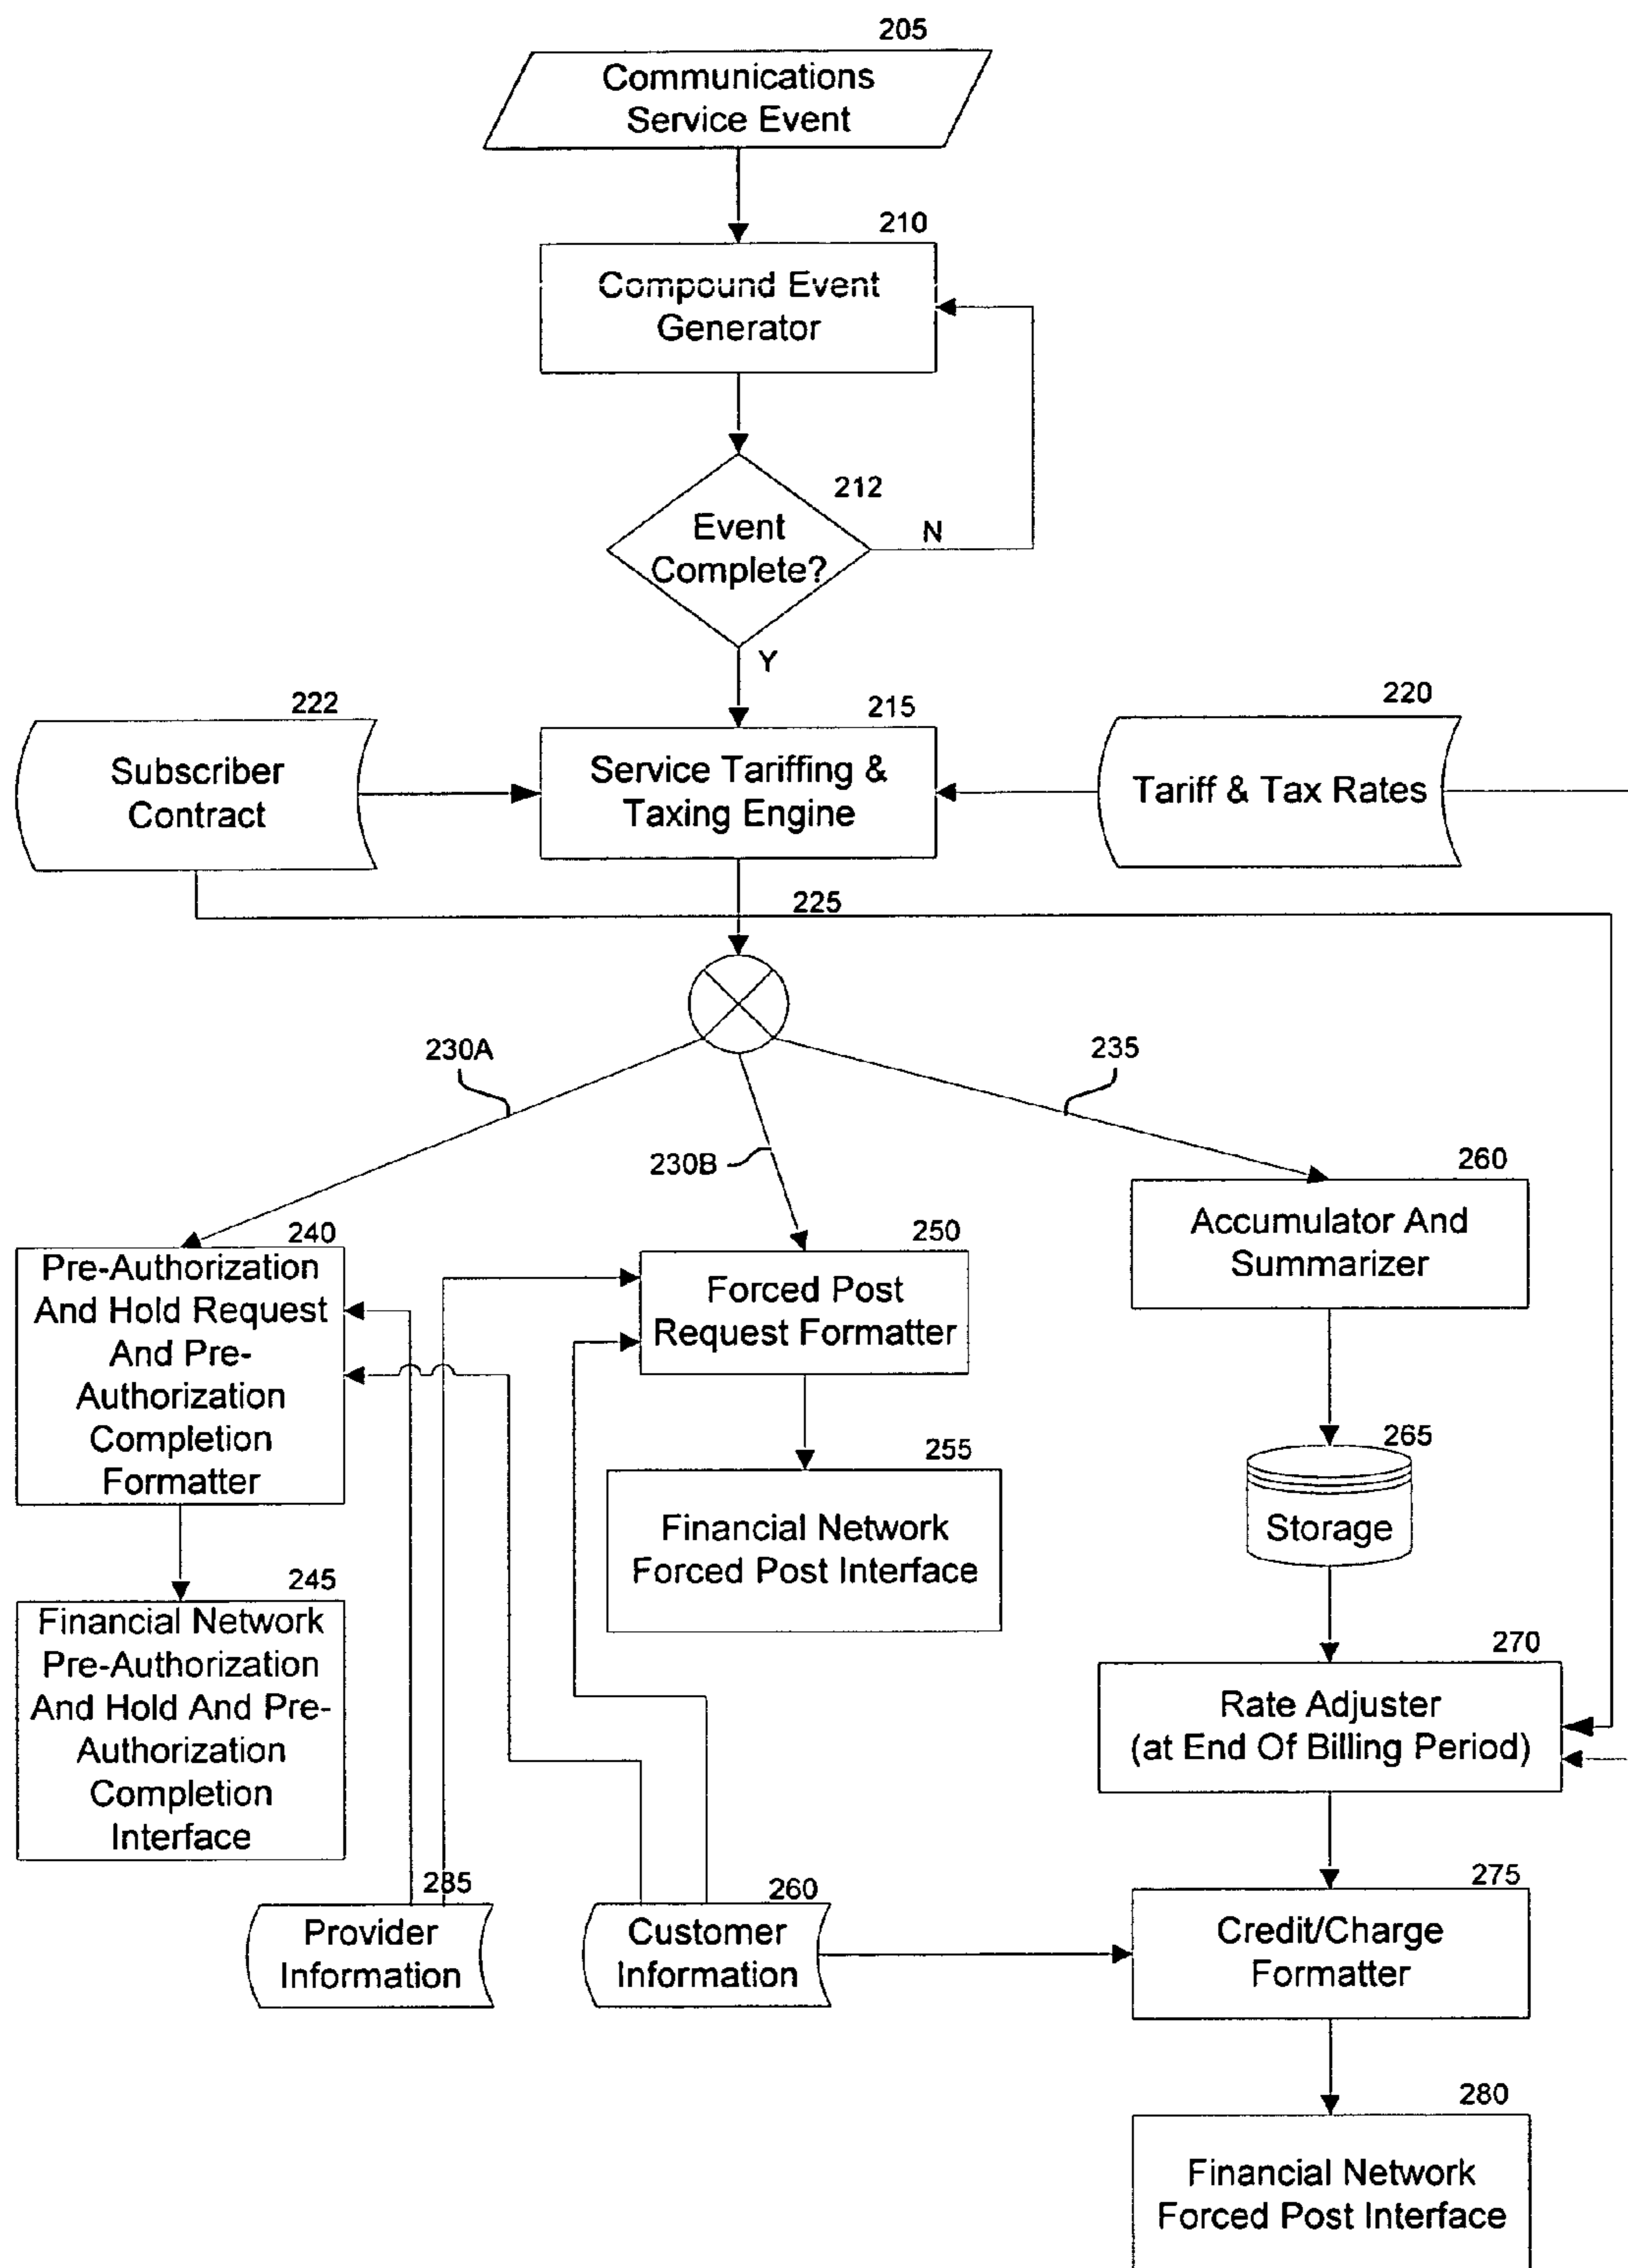 205
Communications
Service Event
210
Compound Event
Generator
212
Event
Complete?
N
Y
222
Subscriber
Contract
215
Service Tariffing &
Taxing Engine
220
Tariff & Tax Rates
225
230A
230B
235
240
Pre-Authorization
And Hold Request
And Pre-
Authorization
Completion
Formatter
250
Forced Post
Request Formatter
260
Accumulator And
Summarizer
245
Financial Network
Pre-Authorization
And Hold And Pre-
Authorization
Completion
Interface
255
Financial Network
Forced Post Interface
265
Storage
270
Rate Adjuster
(at End Of Billing Period)
285
Provider
Information
260
Customer
Information
275
Credit/Charge
Formatter
280
Financial Network
Forced Post Interface